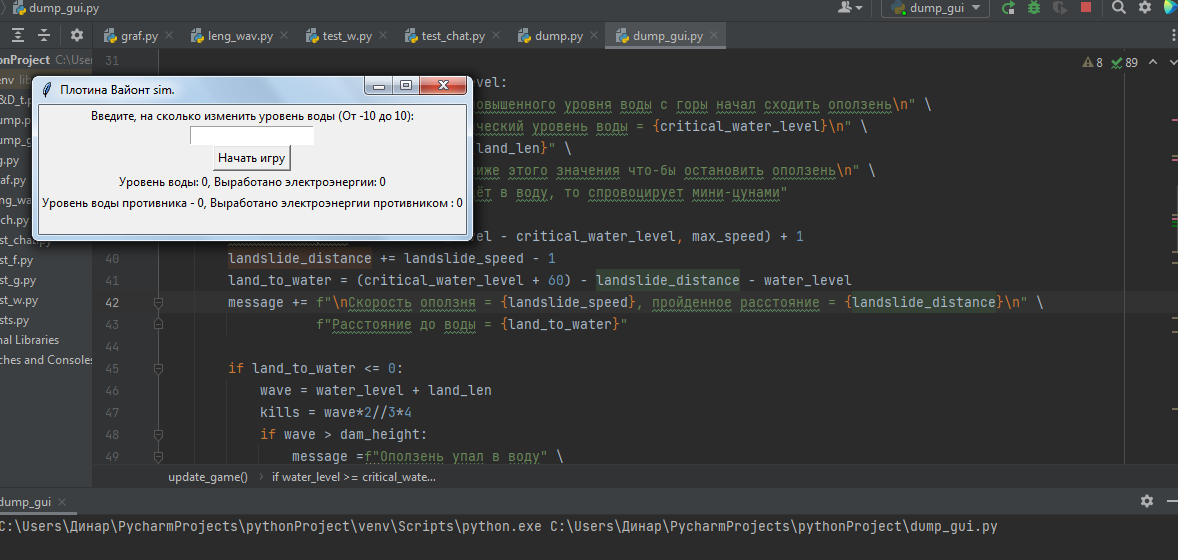 dump_gui.py
dump_gui
graf.py
leng_wav.py
test_w.py
test_chat.py
dump.py
dump_gui.py
onProject C:\Users
env lib
&D_t.p
ump.p
ump_g
g.py
raf.py
ng_wa
ch.py
st_chat.p
st_f.py
st_g.py
st_w.py
sts.py
nal Libraries
tches and Consoles
8 89
Плотина Вайонт sim.
Введите, на сколько изменить уровень воды (От -10 до 10):
Начать игру
Уровень воды: 0, Выработано электроэнергии: 0
Уровень воды противника - 0, Выработано электроэнергии противником : 0
31
vel:
овышенного уровня воды с горы начал сходить оползень\n" \
ический уровень воды = {critical_water_level}\n" \
land_len}" \
иже этого значения что-бы остановить оползень\n" \
ёт в воду, то спровоцирует мини-цунами"
el - critical_water_level, max_speed) + 1
40 landslide_distance += landslide_speed - 1
41 land_to_water = (critical_water_level + 60) - landslide_distance - water_level
42 message += f"\nСкорость оползня = {landslide_speed}, пройденное расстояние = {landslide_distance}\n" \
43 f"Расстояние до воды = {land_to_water}"
44
45 if land_to_water <= 0:
46 wave = water_level + land_len
47 kills = wave*2//3*4
48 if wave > dam_height:
49 message =f"Оползень упал в воду" \
update_game() if water_level >= critical_wate...
dump_gui
C:\Users\Динар\PycharmProjects\pythonProject\venv\Scripts\python.exe C:\Users\Динар\PycharmProjects\pythonProject\dump_gui.py